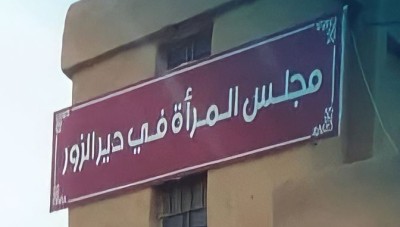 مجلس المرأة في دير الزور